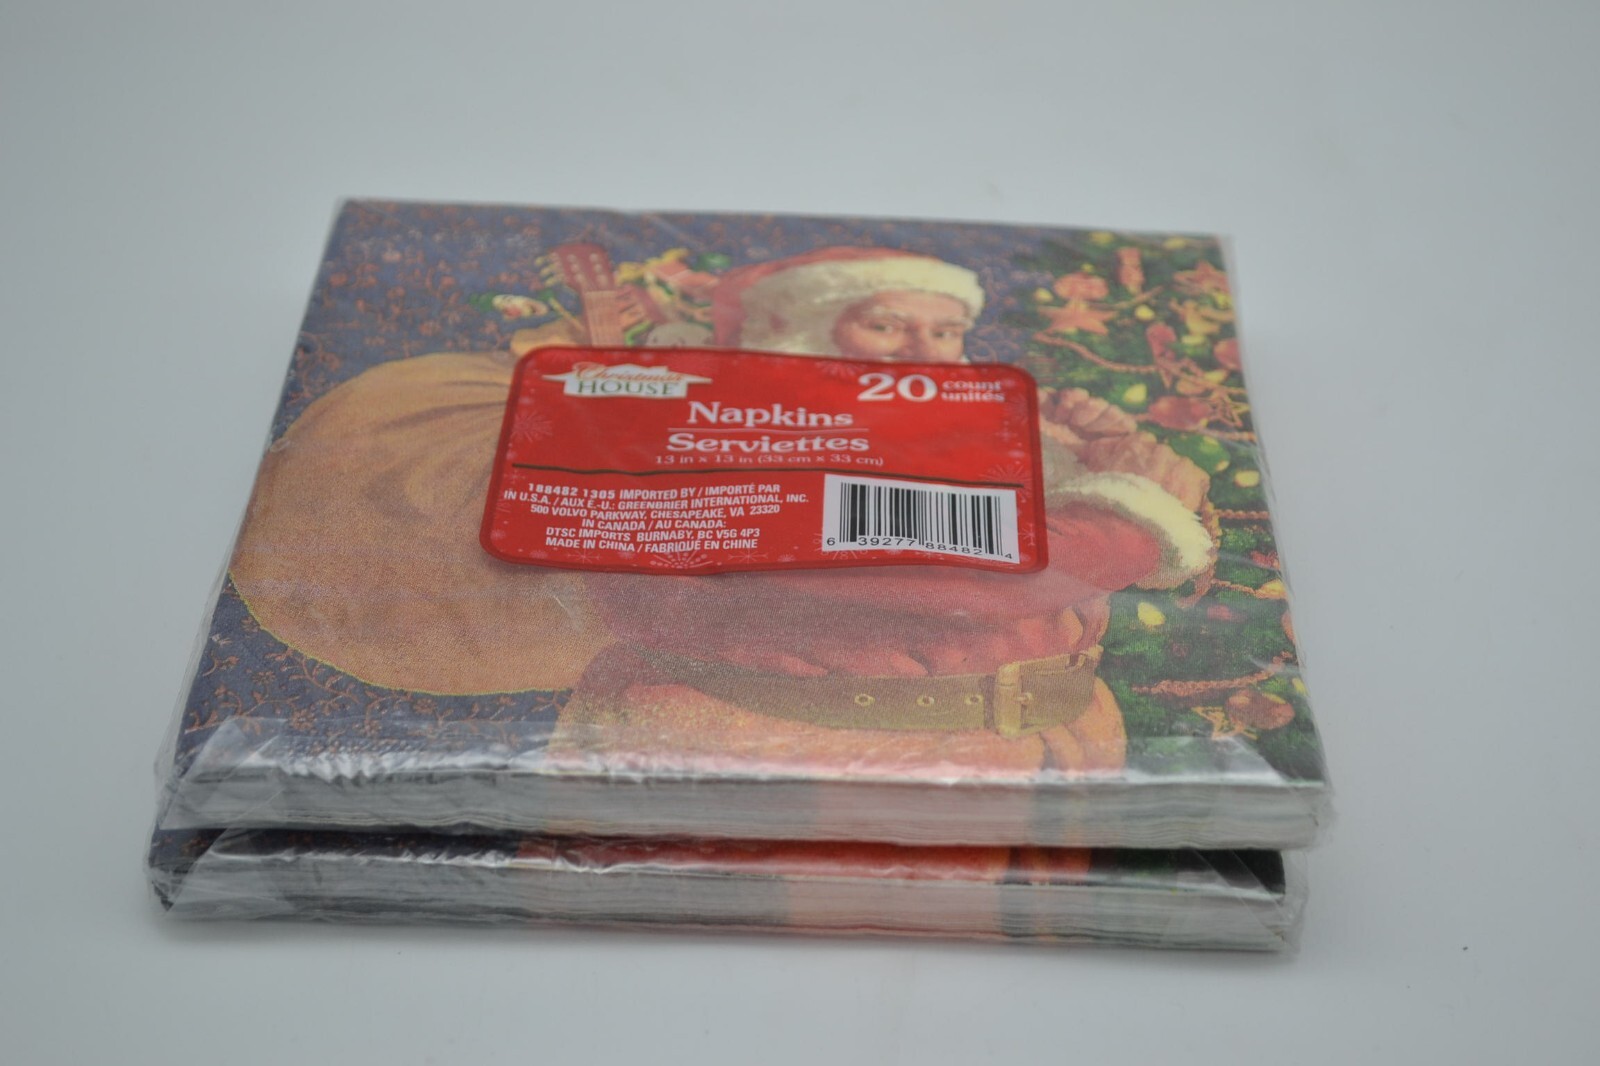 Christmas
HOUSE
20 count
unités
Napkins
Serviettes
13 in x 13 in (33 cm x 33 cm)
188482 1305 IMPORTED BY / IMPORTÉ PAR
IN U.S.A. / AUX É.-U.: GREENBRIER INTERNATIONAL, INC.
500 VOLVO PARKWAY, CHESAPEAKE, VA 23320
IN CANADA / AU CANADA:
DTSC IMPORTS BURNABY, BC V5G 4P3
MADE IN CHINA / FABRIQUÉ EN CHINE
6 39277 88482 4